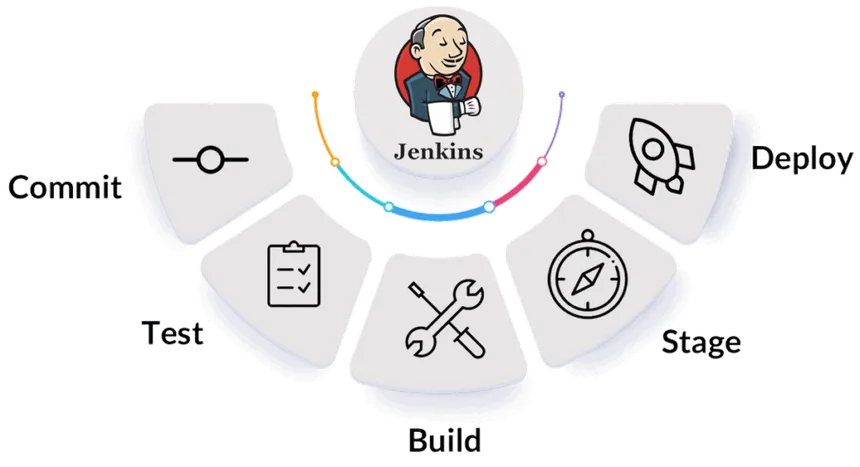 Jenkins
Commit
Test
Build
Stage
Deploy